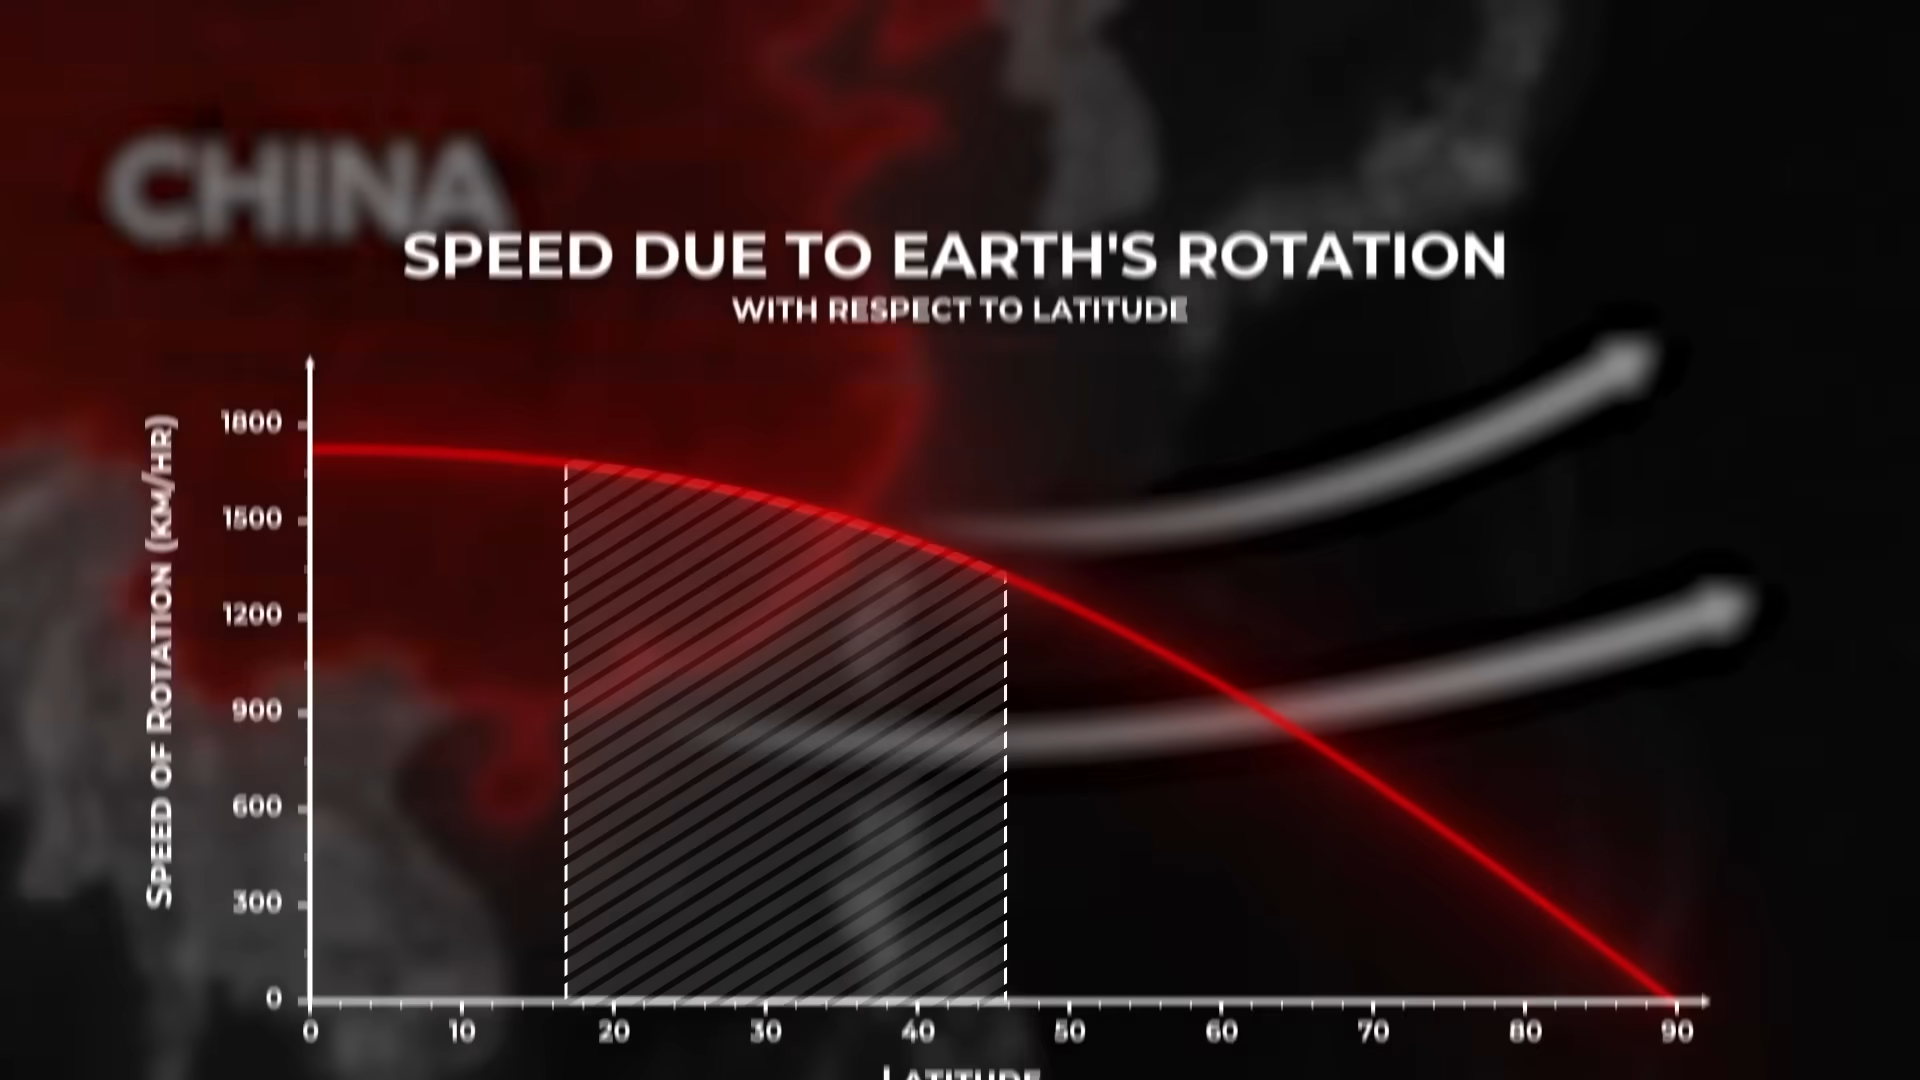 CHINA
SPEED DUE TO EARTH'S ROTATION
WITH RESPECT TO LATITUDE
SPEED OF ROTATION (KM/HR)
1800
1500
1200
900
600
300
0
0 10 20 30 40 50 60 70 80 90
LATITUDE